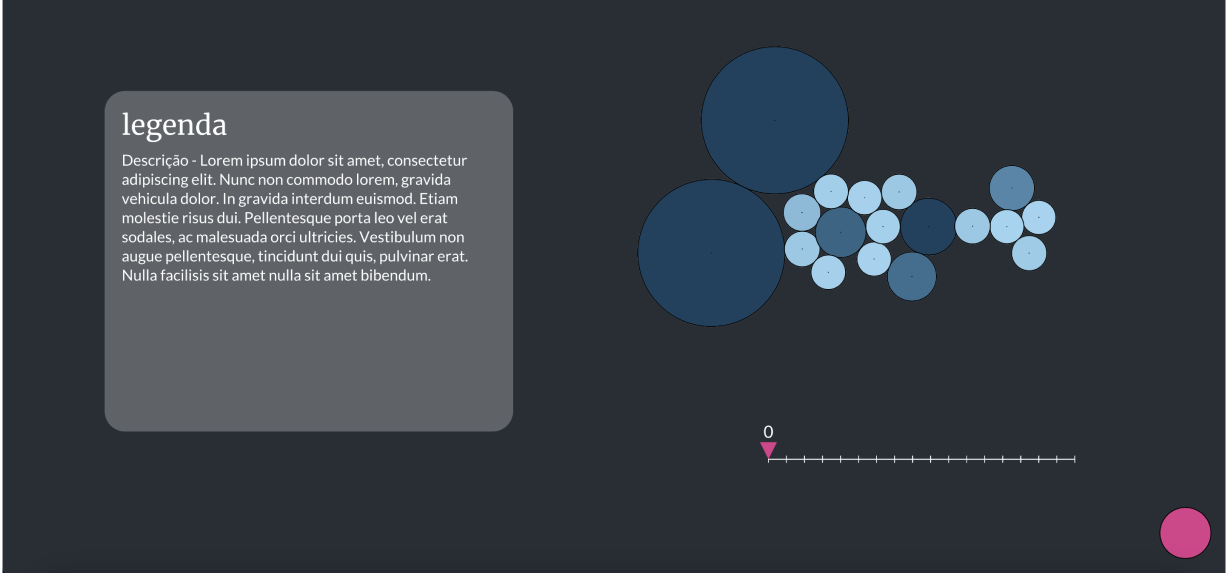 legenda
Descrição - Lorem ipsum dolor sit amet, consectetur
adipiscing elit. Nunc non commodo lorem, gravida
vehicula dolor. In gravida interdum euismod. Etiam
molestie risus dui. Pellentesque porta leo vel erat
sodales, ac malesuada orci ultricies. Vestibulum non
augue pellentesque, tincidunt dui quis, pulvinar erat.
Nulla facilisis sit amet nulla sit amet bibendum.
0